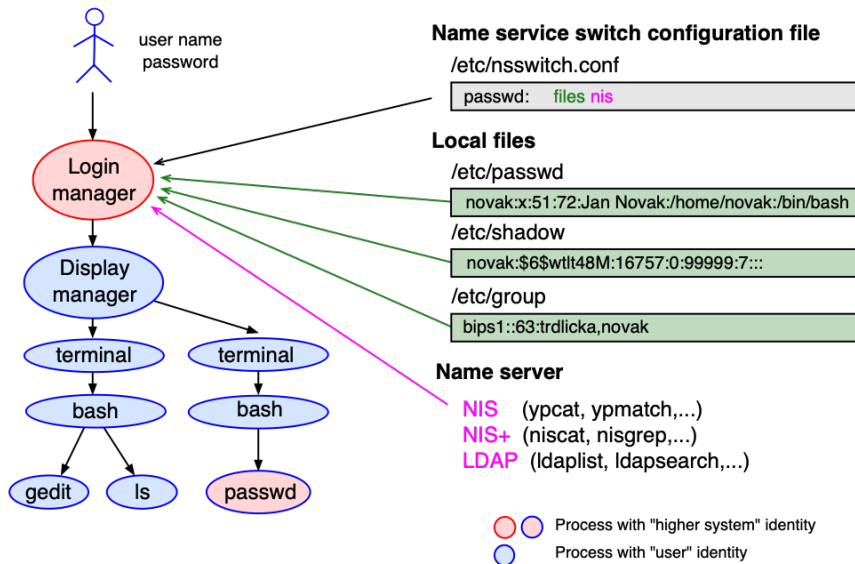 user name
password
Login
manager
Display
manager
terminal
terminal
bash
bash
gedit
ls
passwd
Name service switch configuration file
/etc/nsswitch.conf
passwd: files nis
Local files
/etc/passwd
novak:x:51:72:Jan Novak:/home/novak:/bin/bash
/etc/shadow
novak:$6$wtlt48M:16757:0:99999:7:::
/etc/group
bips1::63:trdlicka,novak
Name server
NIS (ypcat, ypmatch,...)
NIS+ (niscat, nisgrep,...)
LDAP (ldaplist, ldapsearch,...)
Process with "higher system" identity
Process with "user" identity